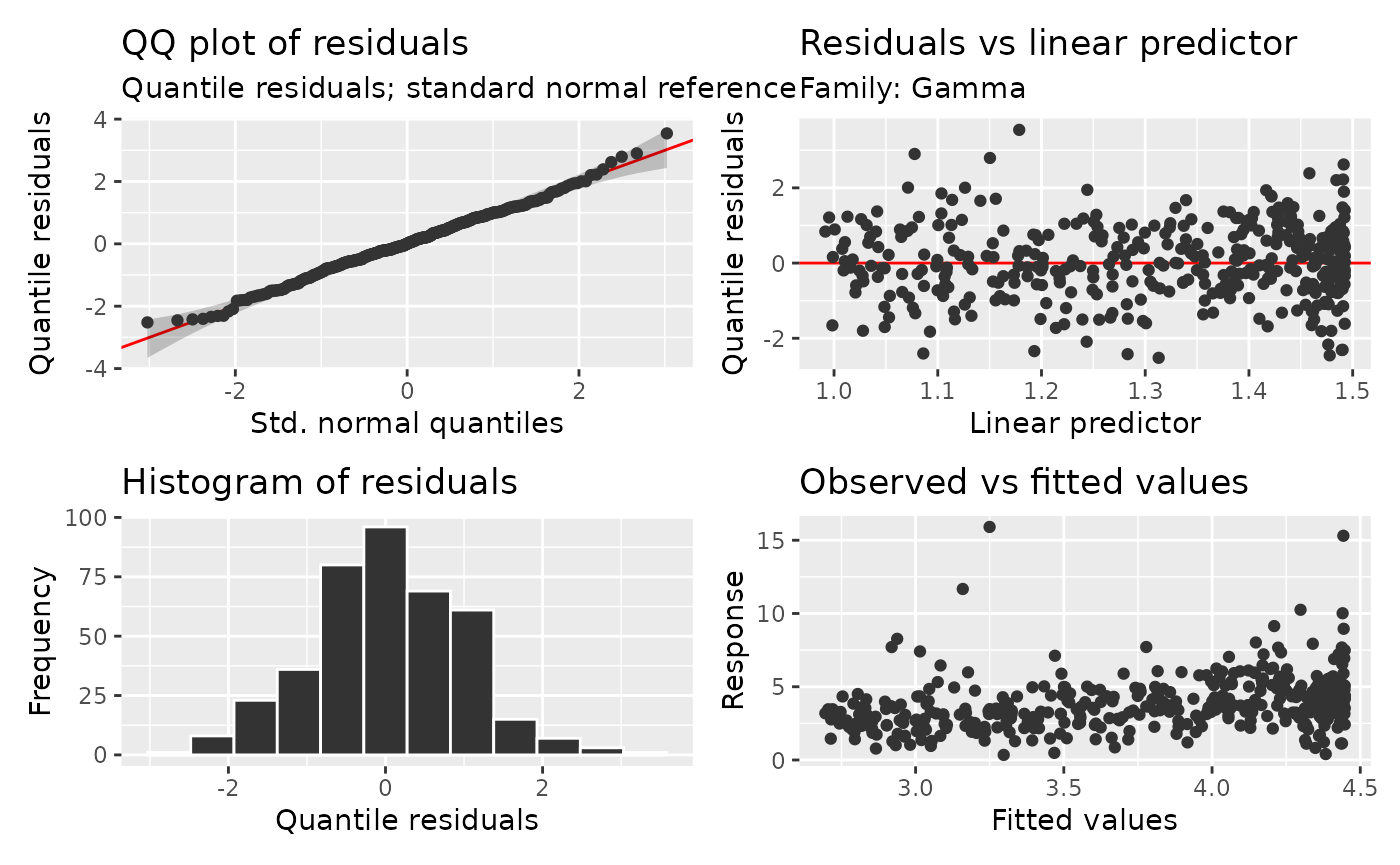 QQ plot of residuals
Quantile residuals; standard normal reference
Quantile residuals
4
2
0
-2
-4
-2 0 2
Std. normal quantiles
Residuals vs linear predictor
Family: Gamma
Quantile residuals
2
0
-2
1.0 1.1 1.2 1.3 1.4 1.5
Linear predictor
Histogram of residuals
Frequency
100
75
50
25
0
-2 0 2
Quantile residuals
Observed vs fitted values
Response
15
10
5
0
3.0 3.5 4.0 4.5
Fitted values